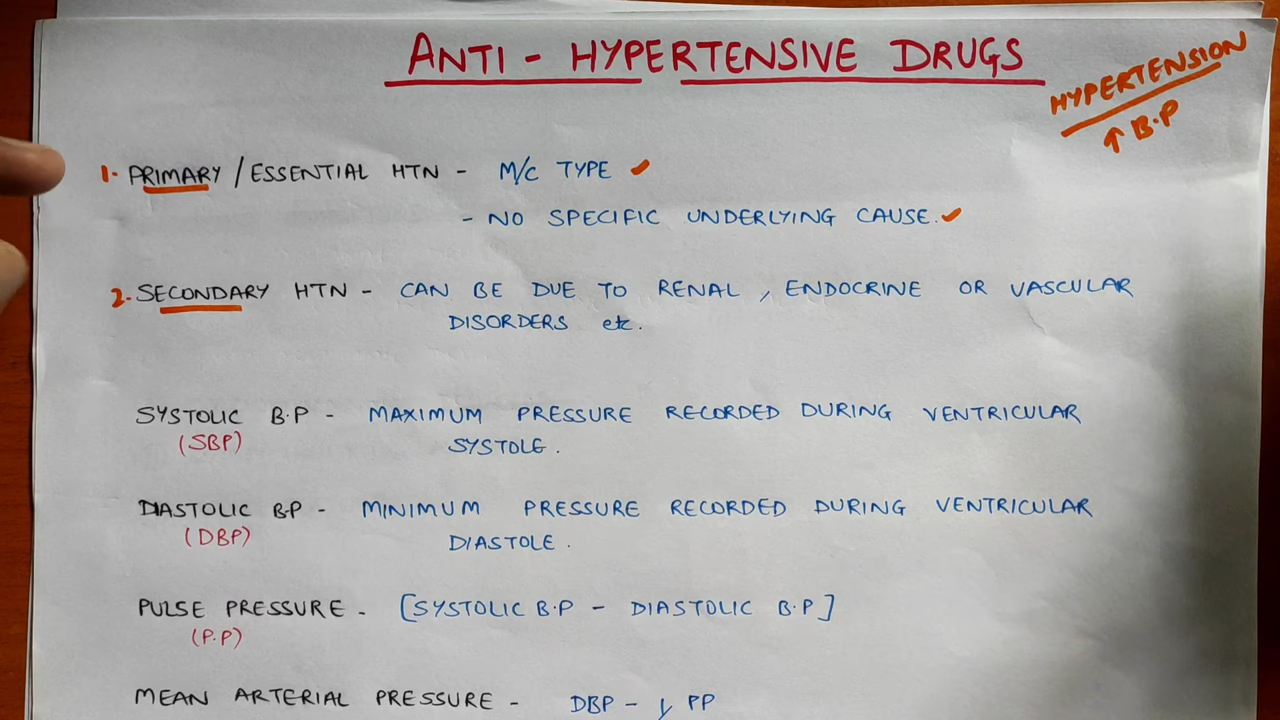 ANTI - HYPERTENSIVE DRUGS
HYPERTENSION
↑ B.P
1. PRIMARY / ESSENTIAL HTN - M/C TYPE ✓
- NO SPECIFIC UNDERLYING CAUSE. ✓
2. SECONDARY HTN - CAN BE DUE TO RENAL, ENDOCRINE OR VASCULAR
DISORDERS etc.
SYSTOLIC B.P - MAXIMUM PRESSURE RECORDED DURING VENTRICULAR
(SBP) SYSTOLE.
DIASTOLIC B.P - MINIMUM PRESSURE RECORDED DURING VENTRICULAR
(DBP) DIASTOLE.
PULSE PRESSURE - [SYSTOLIC B.P - DIASTOLIC B.P]
(P.P)
MEAN ARTERIAL PRESSURE - DBP - PP